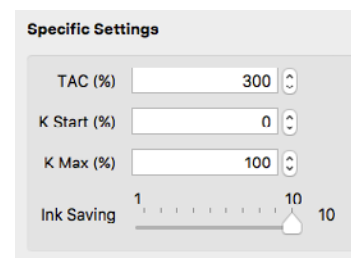 Specific Settings
TAC (%) 300
K Start (%) 0
K Max (%) 100
1 10
Ink Saving 10